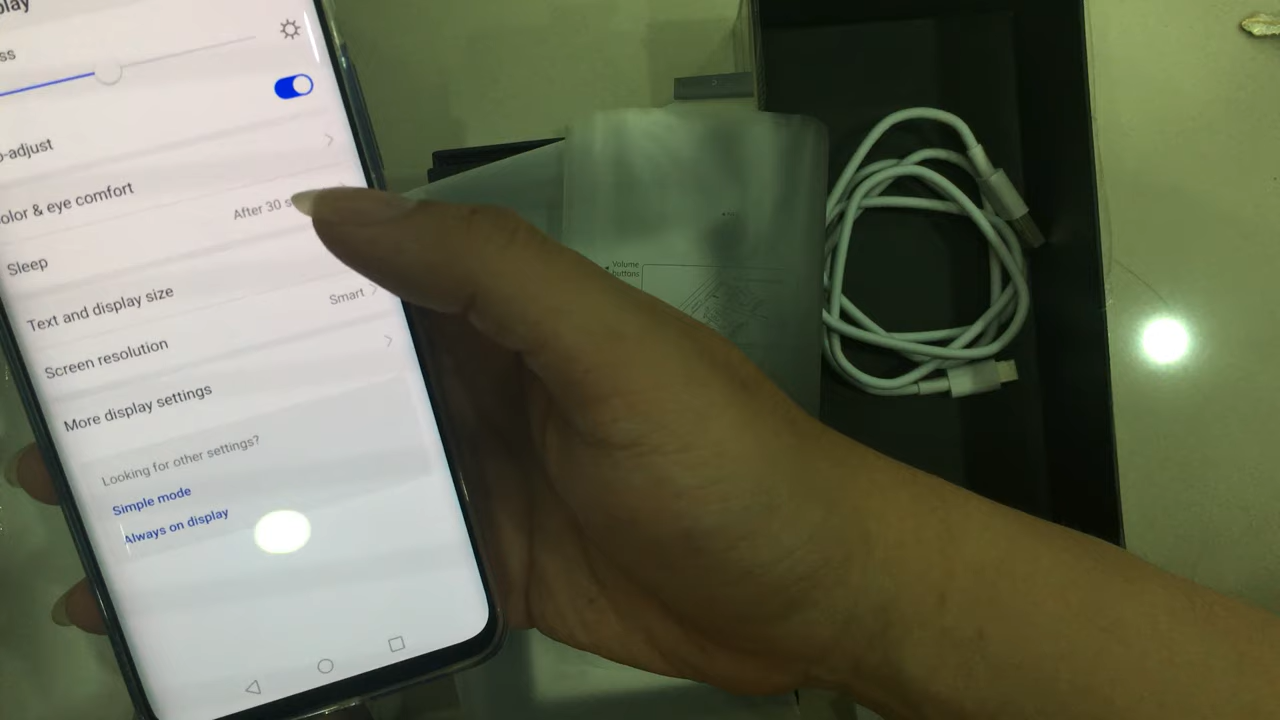 play
ss
o-adjust
olor & eye comfort
Sleep
After 30 s
Text and display size
Screen resolution
Smart
More display settings
Looking for other settings?
Simple mode
Always on display
Volume
buttons